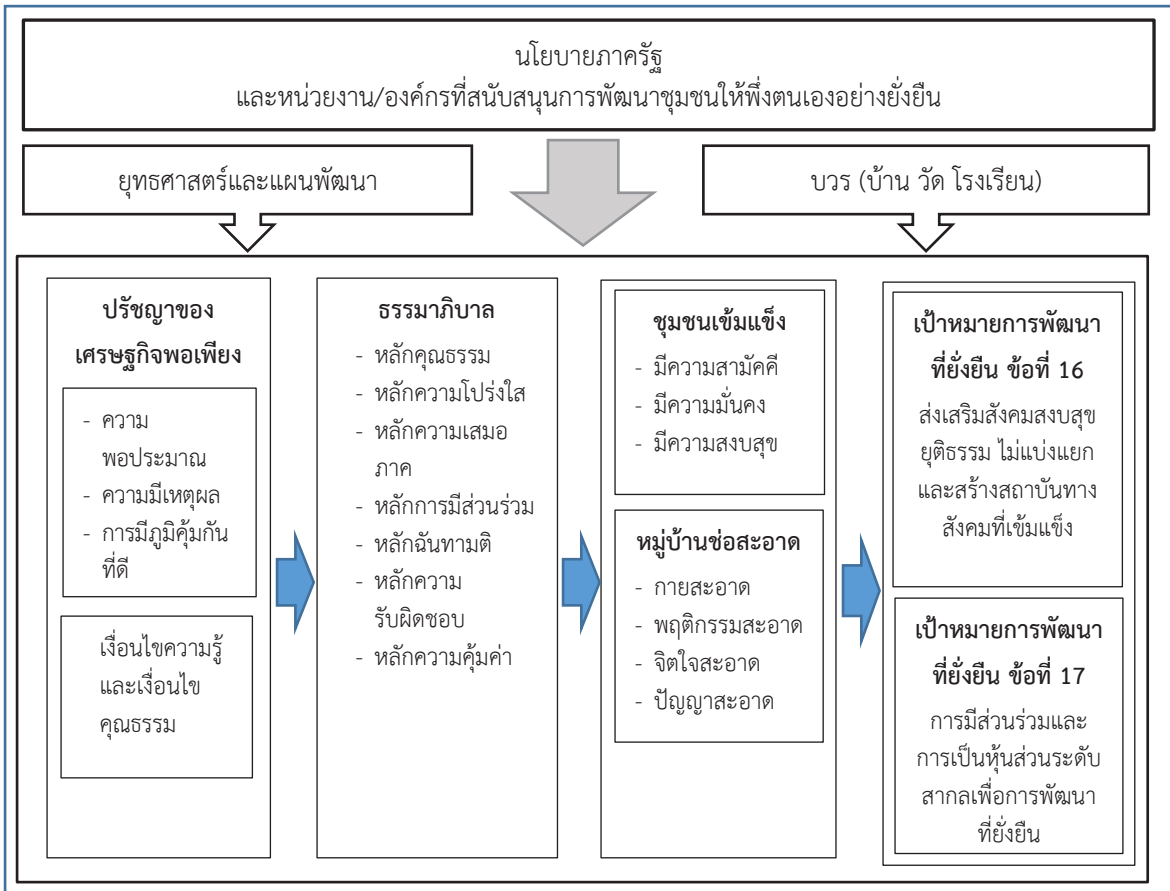 นโยบายภาครัฐ
และหน่วยงาน/องค์กรที่สนับสนุนการพัฒนาชุมชนให้พึ่งตนเองอย่างยั่งยืน
ยุทธศาสตร์และแผนพัฒนา
บวร (บ้าน วัด โรงเรียน)
ปรัชญาของ
เศรษฐกิจพอเพียง
- ความ
พอประมาณ
- ความมีเหตุผล
- การมีภูมิคุ้มกัน
ที่ดี
เงื่อนไขความรู้
และเงื่อนไข
คุณธรรม
ธรรมาภิบาล
- หลักคุณธรรม
- หลักความโปร่งใส
- หลักความเสมอ
ภาค
- หลักการมีส่วนร่วม
- หลักฉันทามติ
- หลักความ
รับผิดชอบ
- หลักความคุ้มค่า
ชุมชนเข้มแข็ง
- มีความสามัคคี
- มีความมั่นคง
- มีความสงบสุข
หมู่บ้านช่อสะอาด
- กายสะอาด
- พฤติกรรมสะอาด
- จิตใจสะอาด
- ปัญญาสะอาด
เป้าหมายการพัฒนา
ที่ยั่งยืน ข้อที่ 16
ส่งเสริมสังคมสงบสุข
ยุติธรรม ไม่แบ่งแยก
และสร้างสถาบันทาง
สังคมที่เข้มแข็ง
เป้าหมายการพัฒนา
ที่ยั่งยืน ข้อที่ 17
การมีส่วนร่วมและ
การเป็นหุ้นส่วนระดับ
สากลเพื่อการพัฒนา
ที่ยั่งยืน